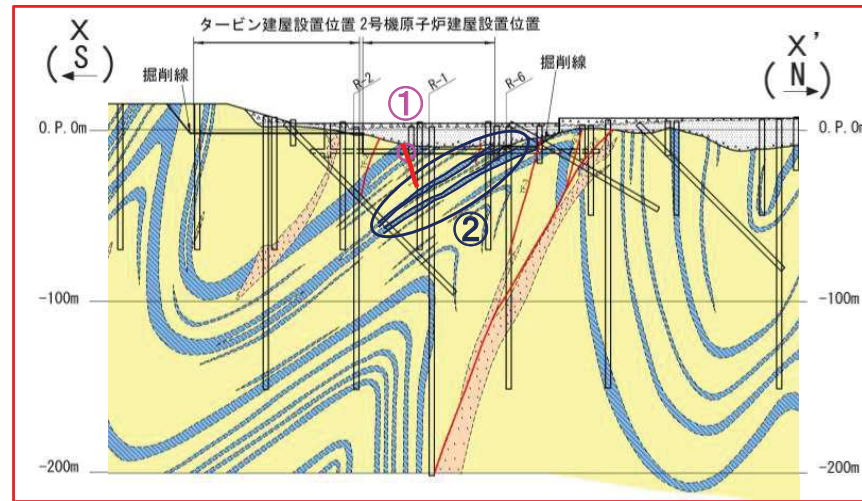 タービン建屋設置位置 2号機原子炉建屋設置位置
X
(S)
X'
(N)
掘削線
R-2
①
R-1
R-6
掘削線
O.P.0m
O.P.0m
②
-100m
-100m
-200m
-200m